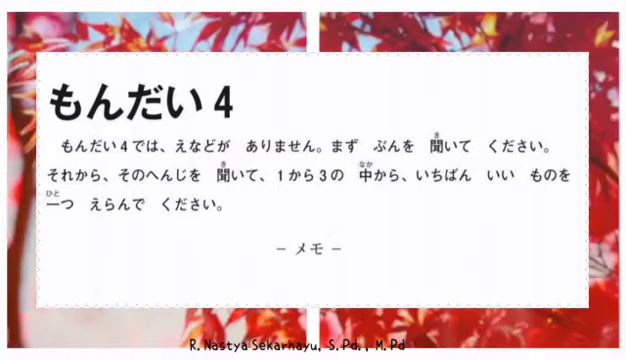 もんだい4
もんだい4では、えなどが ありません。まず ぶんを 聞いて ください。
それから、そのへんじを 聞いて、1から3の 中から、いちばん いい ものを
一つ えらんで ください。
− メモ −
R.Nastya Sekarhayu, S.Pd., M.Pd